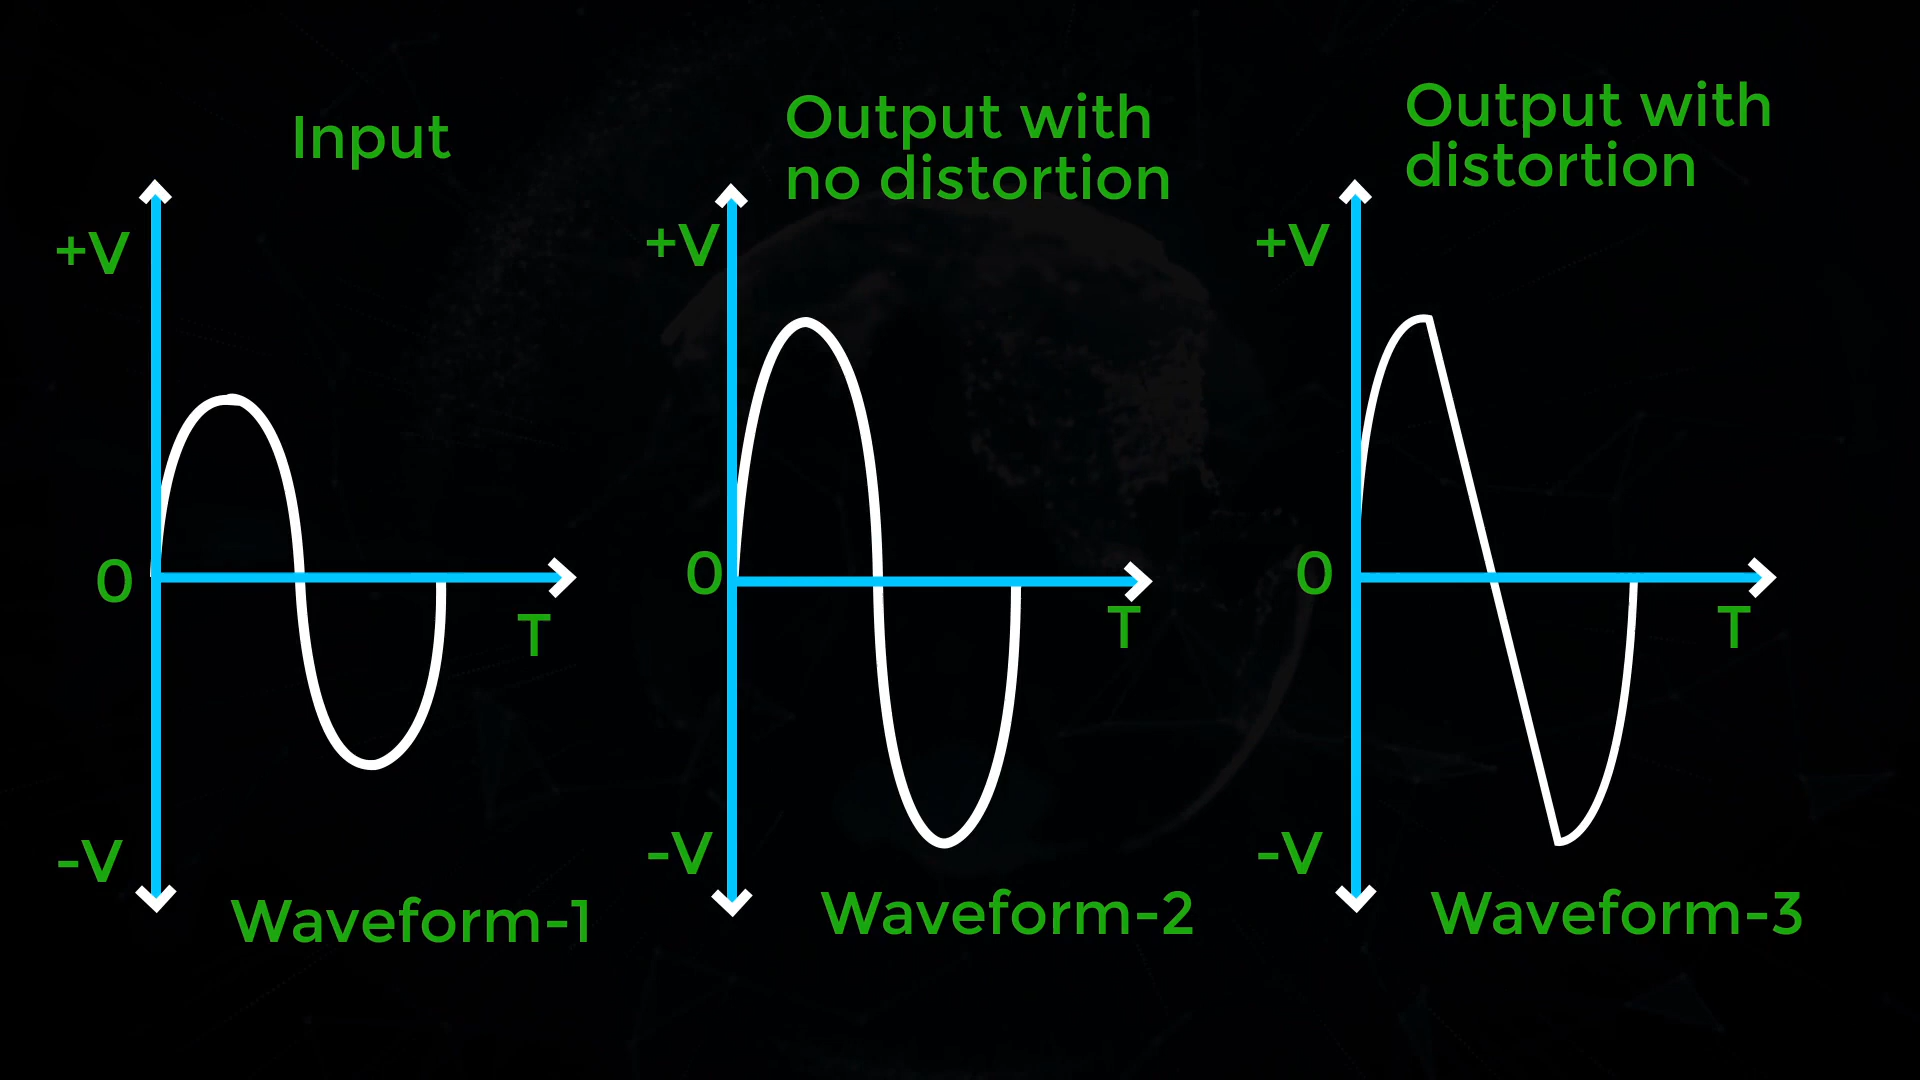 Input
+V
0
T
-V
Waveform-1
Output with
no distortion
+V
0
T
-V
Waveform-2
Output with
distortion
+V
0
T
-V
Waveform-3